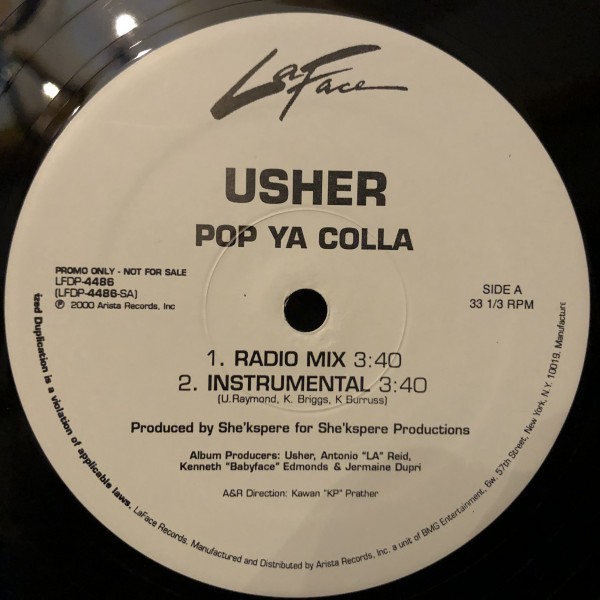 LaFace
USHER
POP YA COLLA
PROMO ONLY - NOT FOR SALE
LFDP-4486
(LFDP-4486-SA)
℗ 2000 Arista Records, Inc
SIDE A
33 1/3 RPM
1. RADIO MIX 3:40
2. INSTRUMENTAL 3:40
(U.Raymond, K. Briggs, K Burruss)
Produced by She'kspere for She'kspere Productions
Album Producers: Usher, Antonio "LA" Reid,
Kenneth "Babyface" Edmonds & Jermaine Dupri
A&R Direction: Kawan "KP" Prather
ized Duplication is a violation of applicable laws. LaFace Records. Manufactured and Distributed by Arista Records, Inc. a unit of BMG Entertainment, 6w. 57th Street, New York, N.Y. 10019. Manufacture